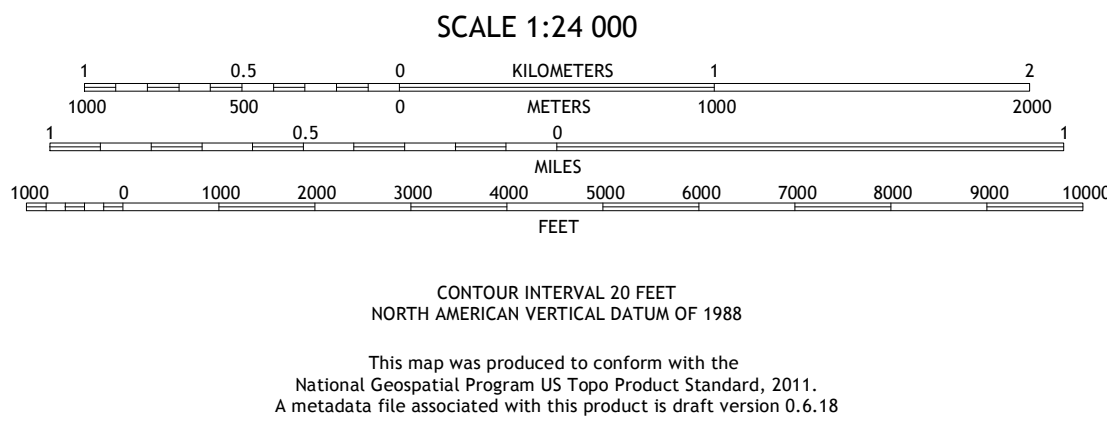 SCALE 1:24 000
1 0.5 0 KILOMETERS 1 2
1000 500 0 METERS 1000 2000
1 0.5 0 1
MILES
1000 0 1000 2000 3000 4000 5000 6000 7000 8000 9000 10000
FEET
CONTOUR INTERVAL 20 FEET
NORTH AMERICAN VERTICAL DATUM OF 1988
This map was produced to conform with the
National Geospatial Program US Topo Product Standard, 2011.
A metadata file associated with this product is draft version 0.6.18